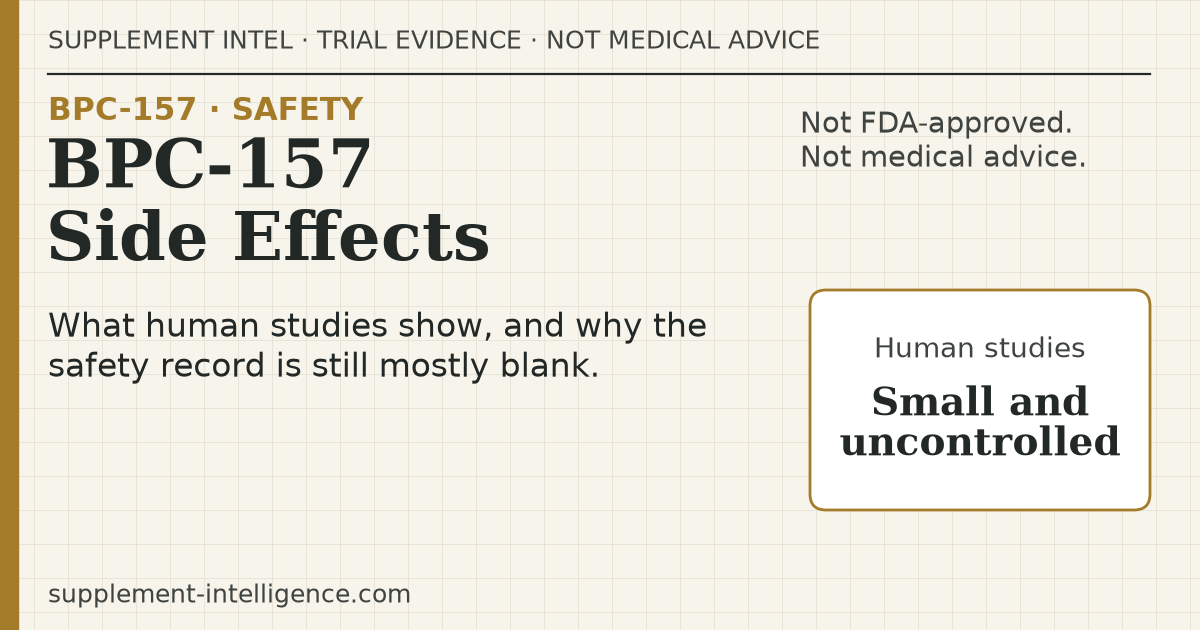 SUPPLEMENT INTEL · TRIAL EVIDENCE · NOT MEDICAL ADVICE
BPC-157 · SAFETY
BPC-157
Side Effects
What human studies show, and why the
safety record is still mostly blank.
Not FDA-approved.
Not medical advice.
Human studies
Small and
uncontrolled
supplement-intelligence.com